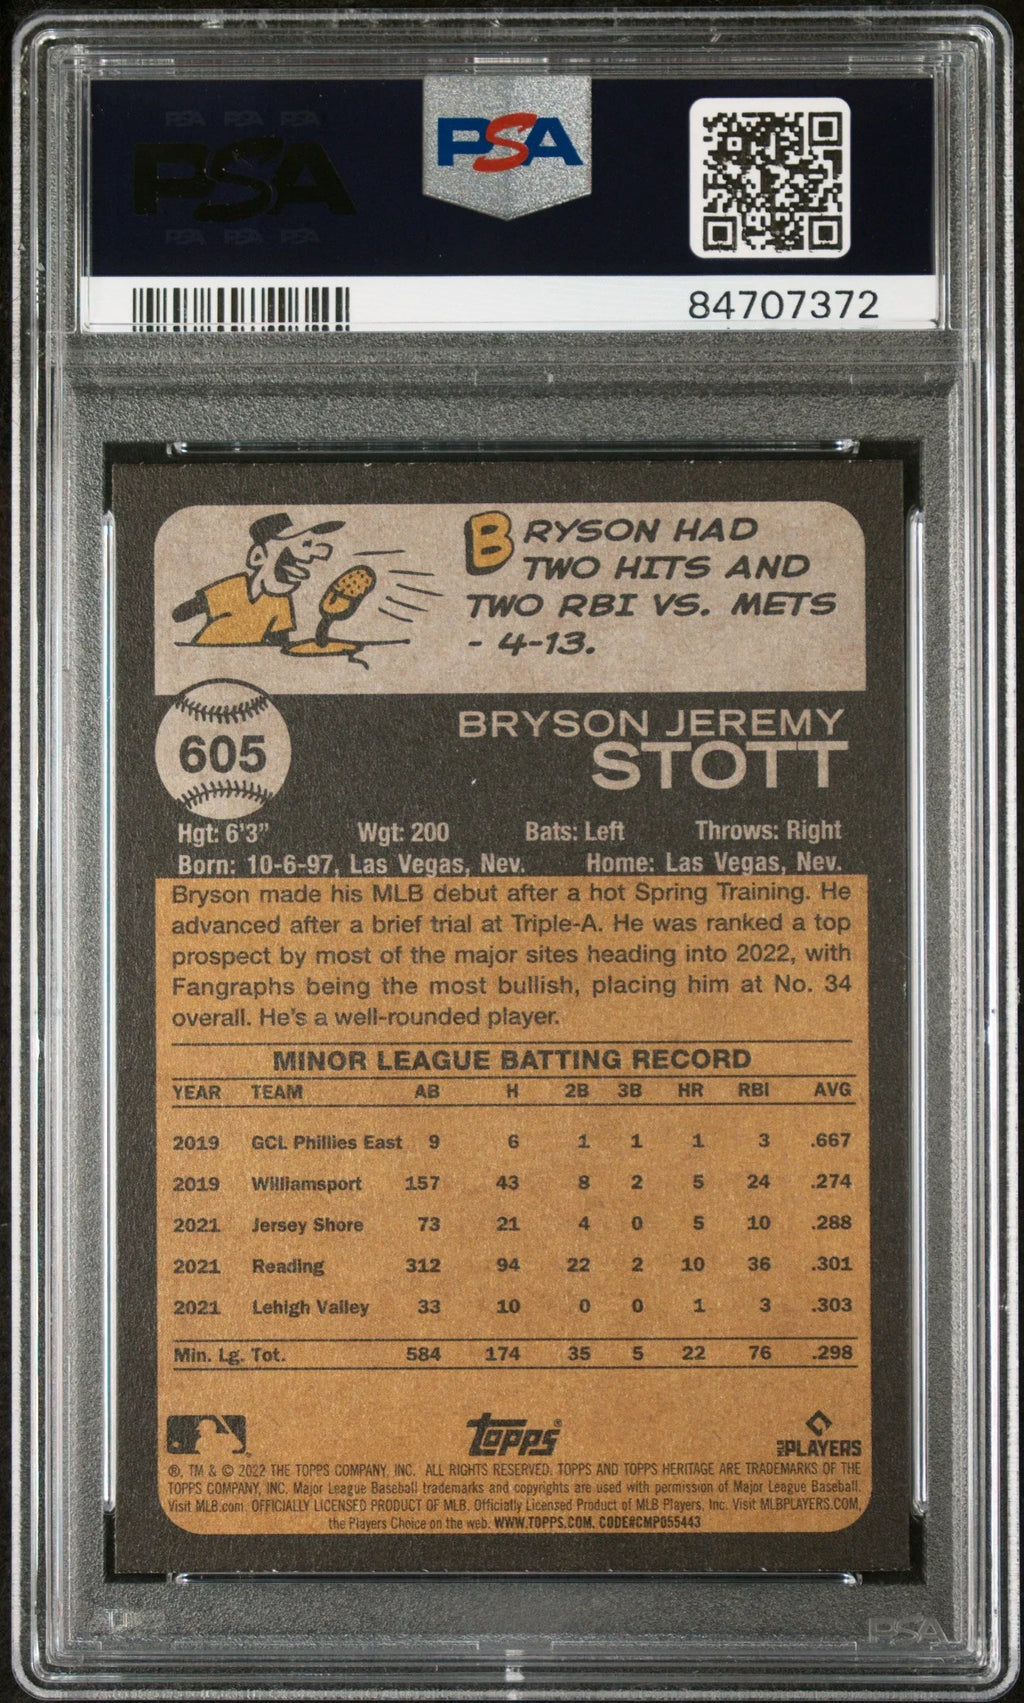 PSA PSA PSA
PSA
PSA PSA PSA
PSA
84707372
BRYSON HAD
TWO HITS AND
TWO RBI VS. METS
- 4-13.
605
BRYSON JEREMY
STOTT
Hgt: 6'3" Wgt: 200 Bats: Left Throws: Right
Born: 10-6-97, Las Vegas, Nev. Home: Las Vegas, Nev.
Bryson made his MLB debut after a hot Spring Training. He
advanced after a brief trial at Triple-A. He was ranked a top
prospect by most of the major sites heading into 2022, with
Fangraphs being the most bullish, placing him at No. 34
overall. He's a well-rounded player.
MINOR LEAGUE BATTING RECORD
YEAR TEAM AB H 2B 3B HR RBI AVG
2019 GCL Phillies East 9 6 1 1 1 3 .667
2019 Williamsport 157 43 8 2 5 24 .274
2021 Jersey Shore 73 21 4 0 5 10 .288
2021 Reading 312 94 22 2 10 36 .301
2021 Lehigh Valley 33 10 0 0 1 3 .303
Min. Lg. Tot. 584 174 35 5 22 76 .298
Topps®
MLB PLAYERS
®, TM & © 2022 THE TOPPS COMPANY, INC. ALL RIGHTS RESERVED. TOPPS AND TOPPS HERITAGE ARE TRADEMARKS OF THE
TOPPS COMPANY, INC. Major League Baseball trademarks and copyrights are used with permission of Major League Baseball.
Visit MLB.com. OFFICIALLY LICENSED PRODUCT OF MLB. Officially Licensed Product of MLB Players, Inc. Visit MLBPLAYERS.COM,
the Players Choice on the web. WWW.TOPPS.COM. CODE#CMP055443
PSA